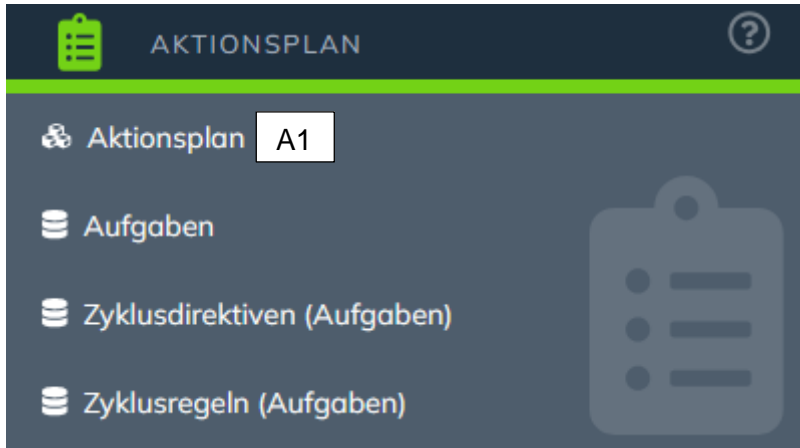 AKTIONSPLAN ?
Aktionsplan A1
Aufgaben
Zyklusdirektiven (Aufgaben)
Zyklusregeln (Aufgaben)